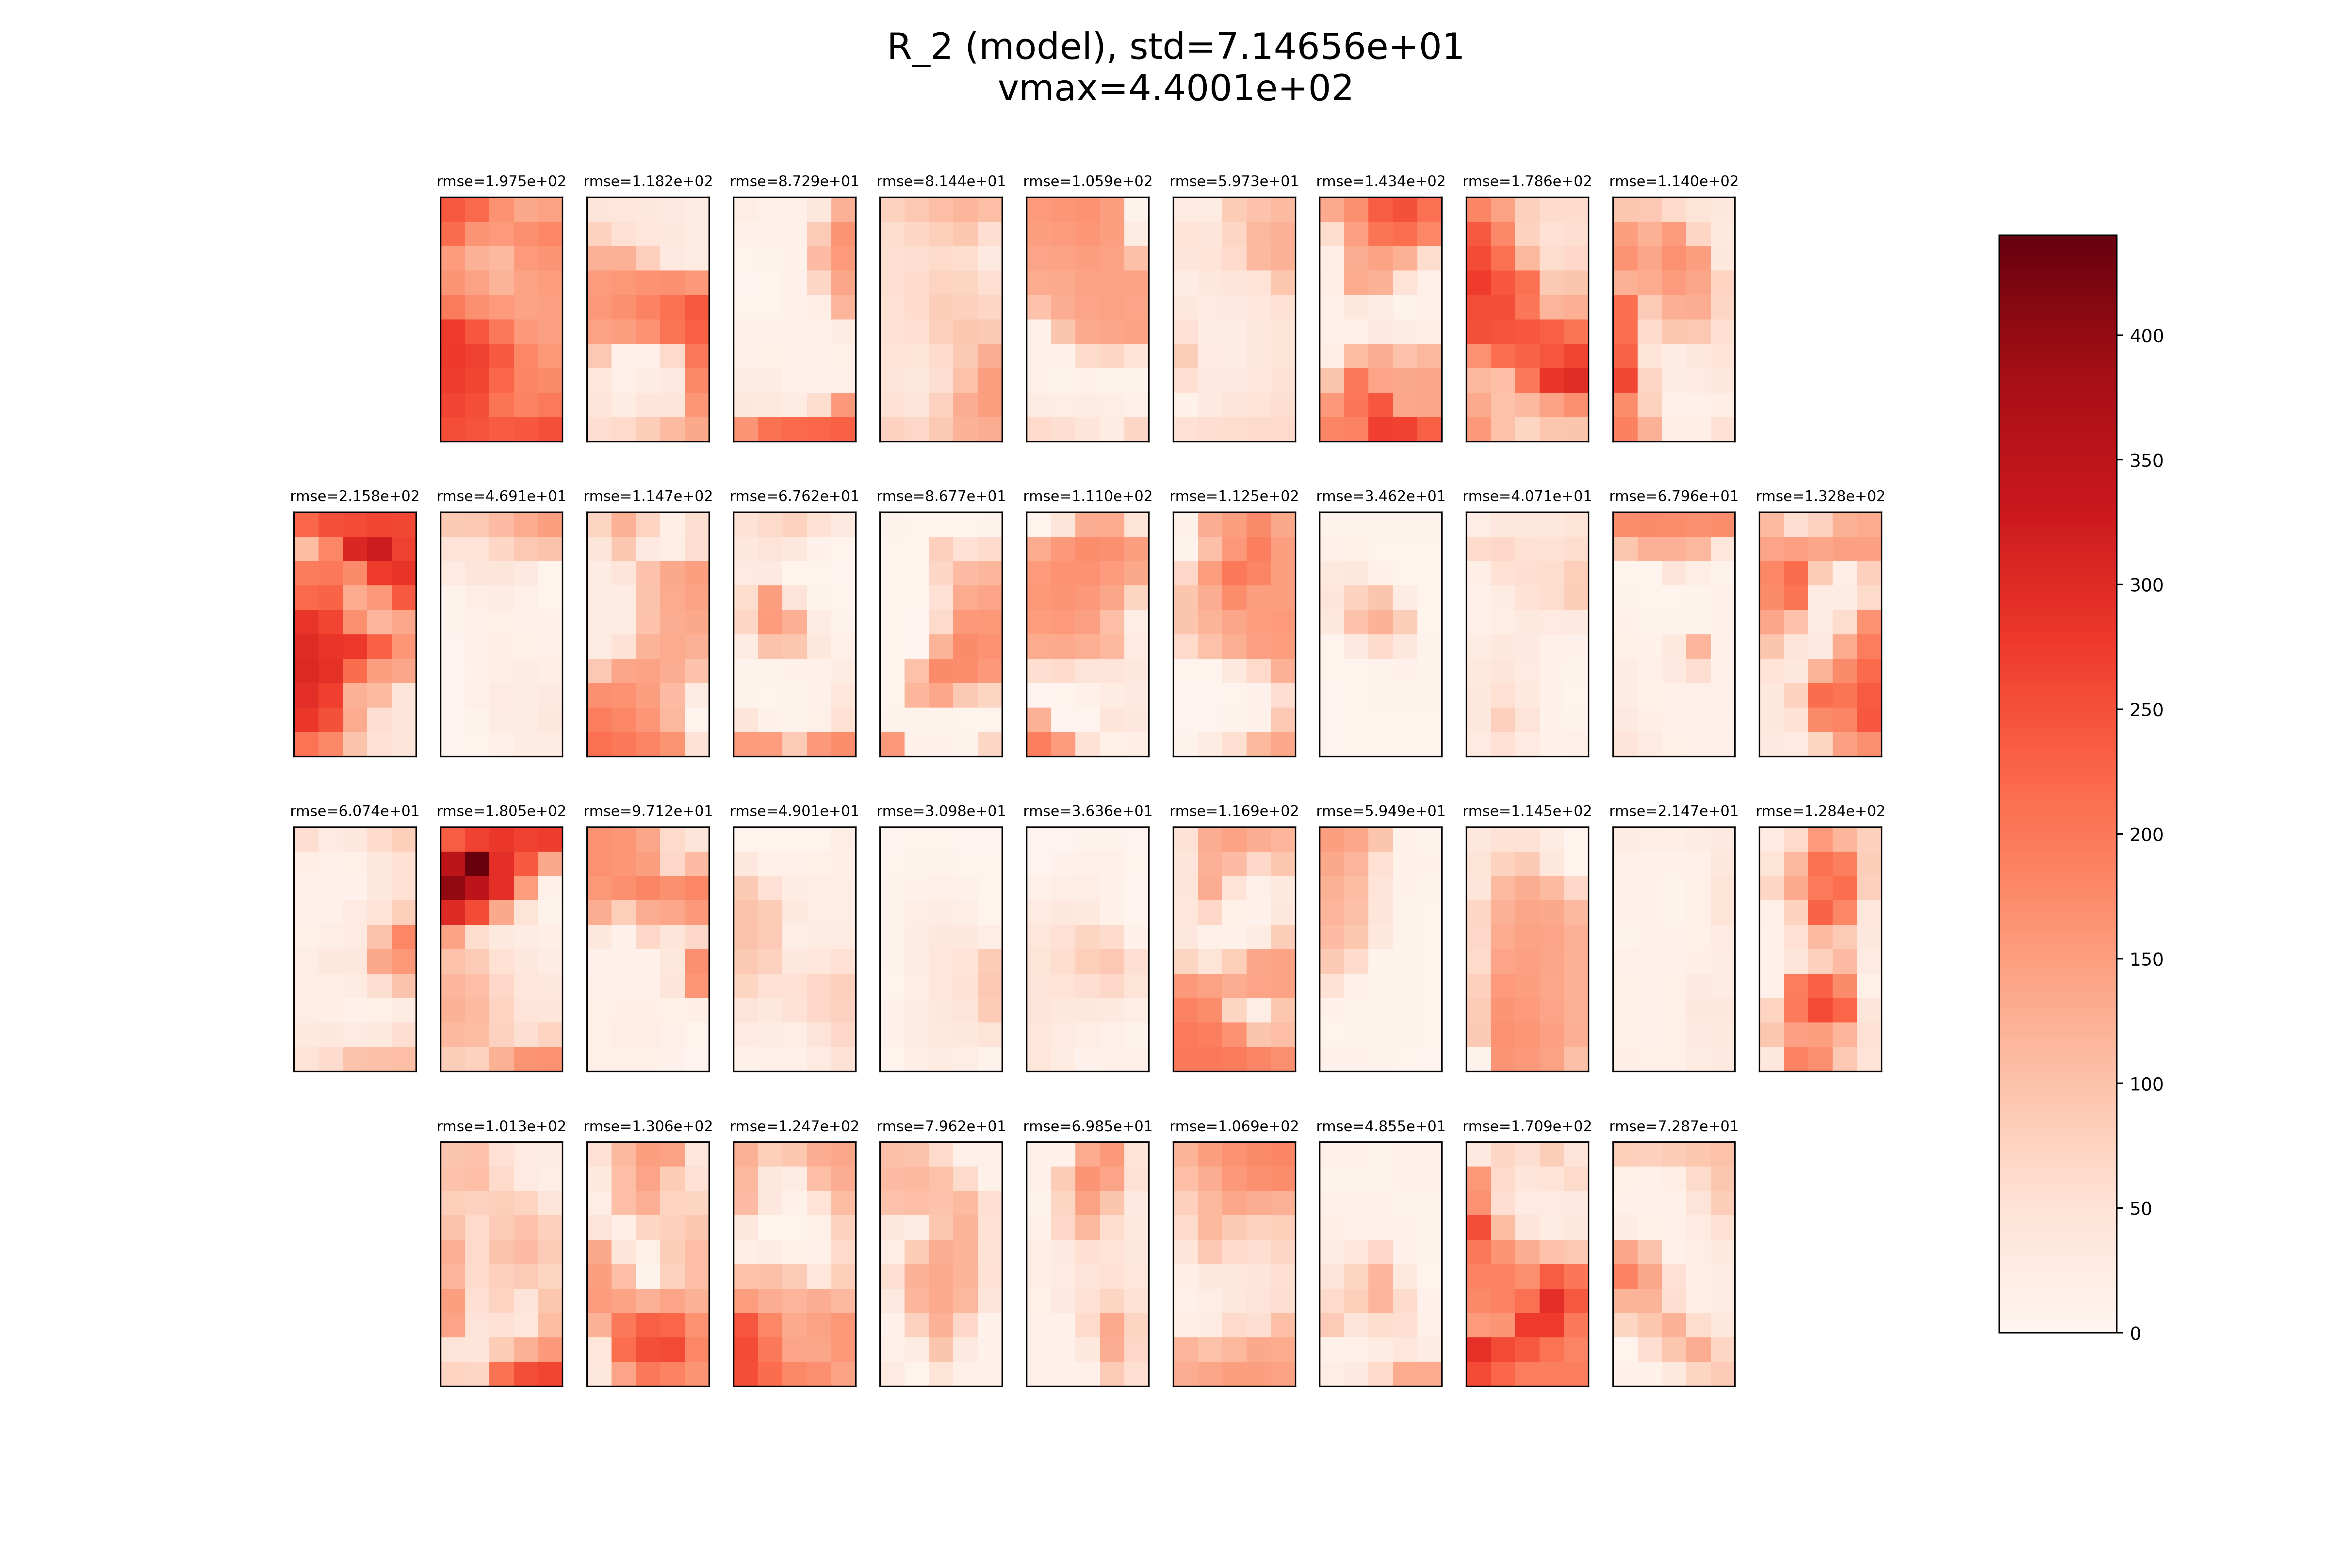 R_2 (model), std=7.14656e+01
vmax=4.4001e+02
rmse=1.975e+02 rmse=1.182e+02 rmse=8.729e+01 rmse=8.144e+01 rmse=1.059e+02 rmse=5.973e+01 rmse=1.434e+02 rmse=1.786e+02 rmse=1.140e+02
rmse=2.158e+02 rmse=4.691e+01 rmse=1.147e+02 rmse=6.762e+01 rmse=8.677e+01 rmse=1.110e+02 rmse=1.125e+02 rmse=3.462e+01 rmse=4.071e+01 rmse=6.796e+01 rmse=1.328e+02
rmse=6.074e+01 rmse=1.805e+02 rmse=9.712e+01 rmse=4.901e+01 rmse=3.098e+01 rmse=3.636e+01 rmse=1.169e+02 rmse=5.949e+01 rmse=1.145e+02 rmse=2.147e+01 rmse=1.284e+02
rmse=1.013e+02 rmse=1.306e+02 rmse=1.247e+02 rmse=7.962e+01 rmse=6.985e+01 rmse=1.069e+02 rmse=4.855e+01 rmse=1.709e+02 rmse=7.287e+01
400
350
300
250
200
150
100
50
0